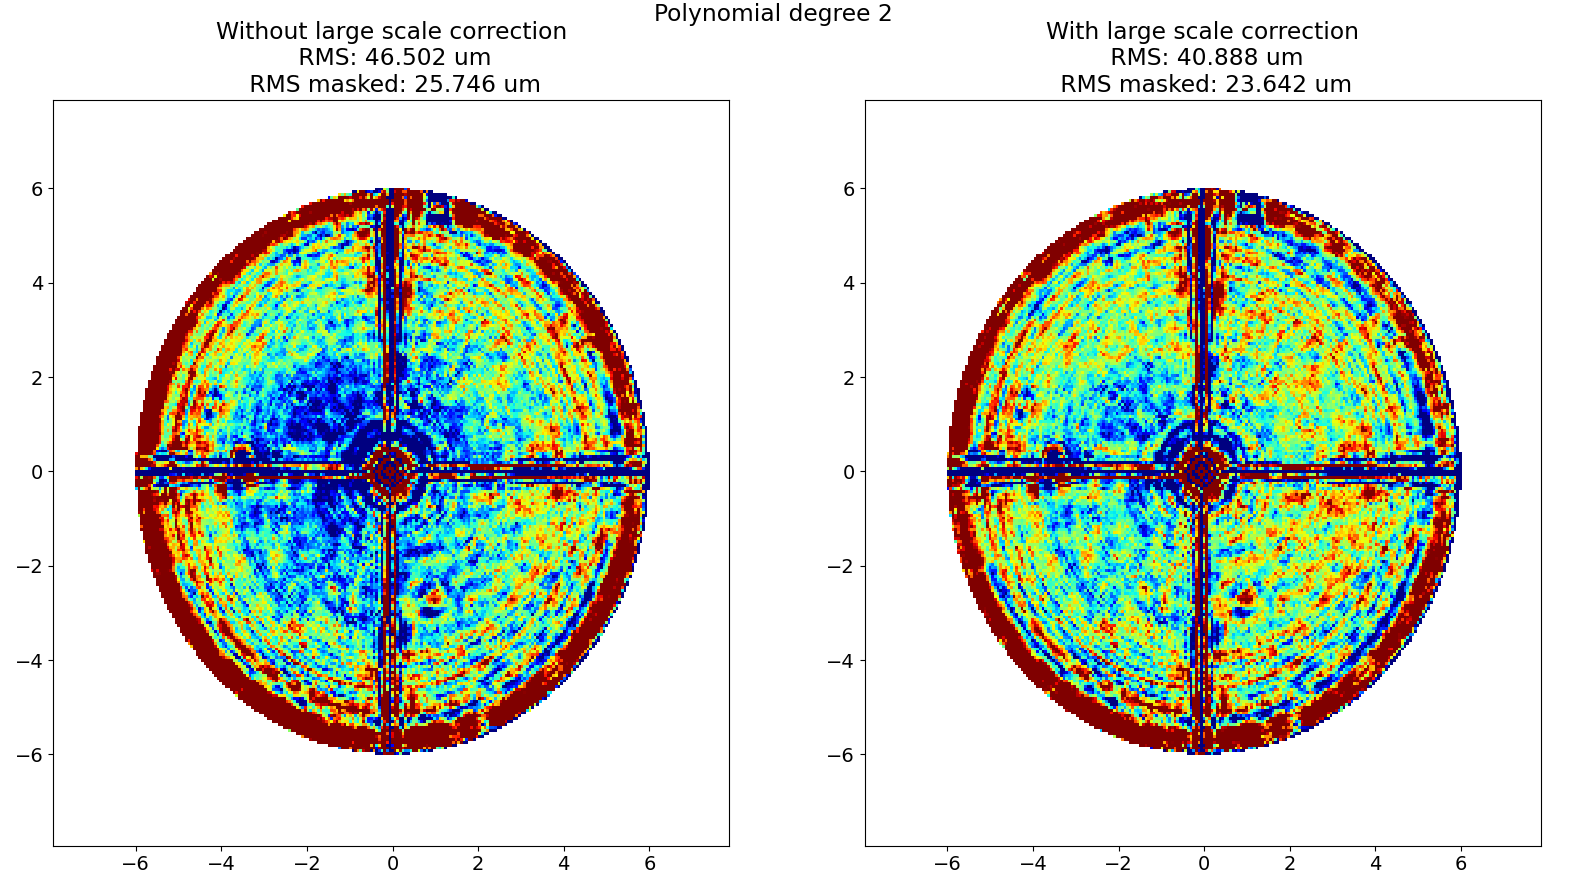 Polynomial degree 2
Without large scale correction
RMS: 46.502 um
RMS masked: 25.746 um
With large scale correction
RMS: 40.888 um
RMS masked: 23.642 um
6
4
2
0
−2
−4
−6
−6 −4 −2 0 2 4 6
6
4
2
0
−2
−4
−6
−6 −4 −2 0 2 4 6